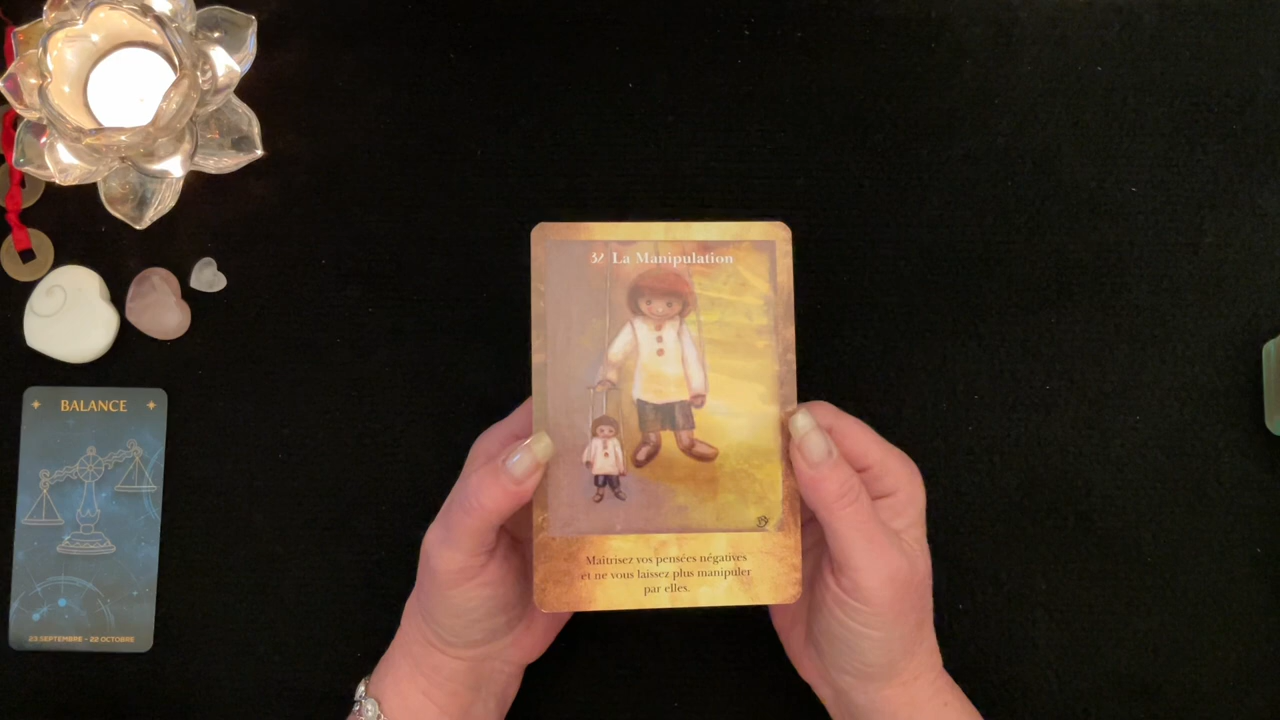 32 La Manipulation
Maîtrisez vos pensées négatives
et ne vous laissez plus manipuler
par elles.
BALANCE
23 SEPTEMBRE - 22 OCTOBRE